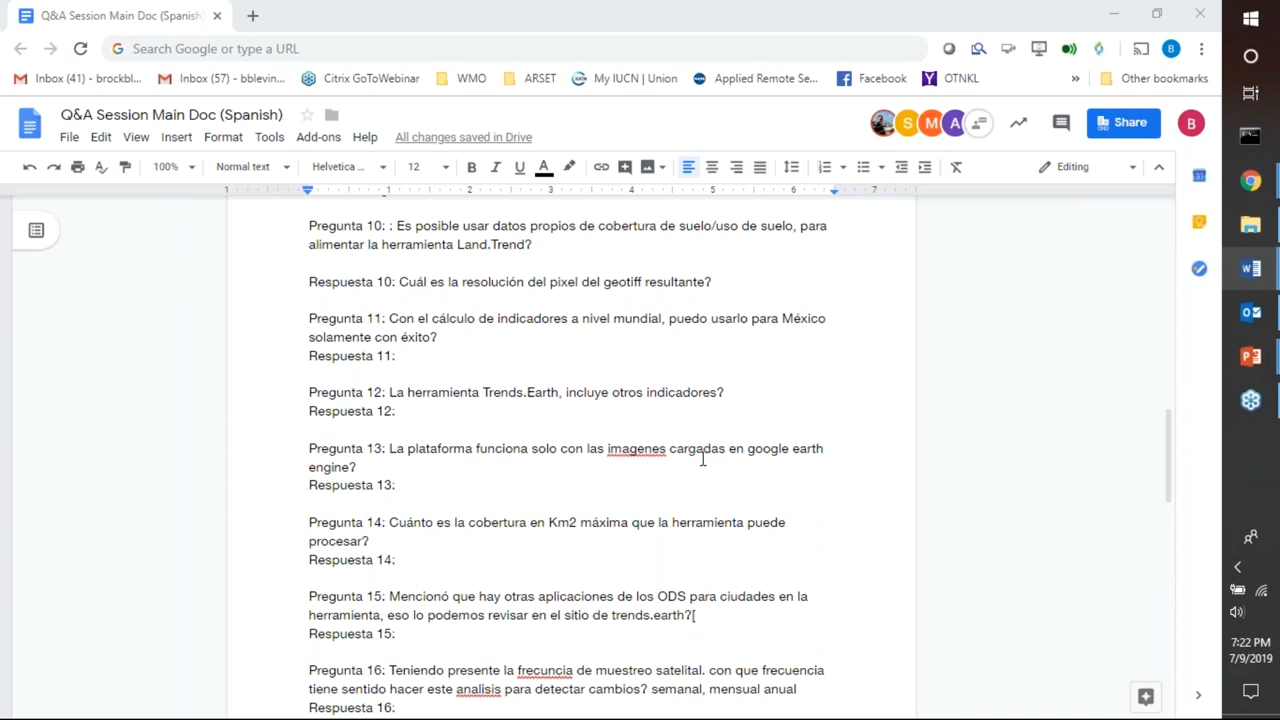 Q&A Session Main Doc (Spanish)
Search Google or type a URL
B
Inbox (41) - brockbl...
Inbox (57) - bblevin...
Citrix GoToWebinar
WMO
ARSET
My IUCN | Union
Applied Remote Se...
Facebook
OTNKL
»
Other bookmarks
Q&A Session Main Doc (Spanish)
File Edit View Insert Format Tools Add-ons Help All changes saved in Drive
S M A
Share
B
100% Normal text Helvetica ... 12 B I U A Editing
1 1 2 3 4 5 6 7
Pregunta 10: : Es posible usar datos propios de cobertura de suelo/uso de suelo, para
alimentar la herramienta Land.Trend?
Respuesta 10: Cuál es la resolución del pixel del geotiff resultante?
Pregunta 11: Con el cálculo de indicadores a nivel mundial, puedo usarlo para México
solamente con éxito?
Respuesta 11:
Pregunta 12: La herramienta Trends.Earth, incluye otros indicadores?
Respuesta 12:
Pregunta 13: La plataforma funciona solo con las imagenes cargadas en google earth
engine?
Respuesta 13:
Pregunta 14: Cuánto es la cobertura en Km2 máxima que la herramienta puede
procesar?
Respuesta 14:
Pregunta 15: Mencionó que hay otras aplicaciones de los ODS para ciudades en la
herramienta, eso lo podemos revisar en el sítio de trends.earth?[
Respuesta 15:
Pregunta 16: Teniendo presente la frecuncia de muestreo satelital. con que frecuencia
tiene sentido hacer este analisis para detectar cambios? semanal, mensual anual
Respuesta 16:
7:22 PM
7/9/2019